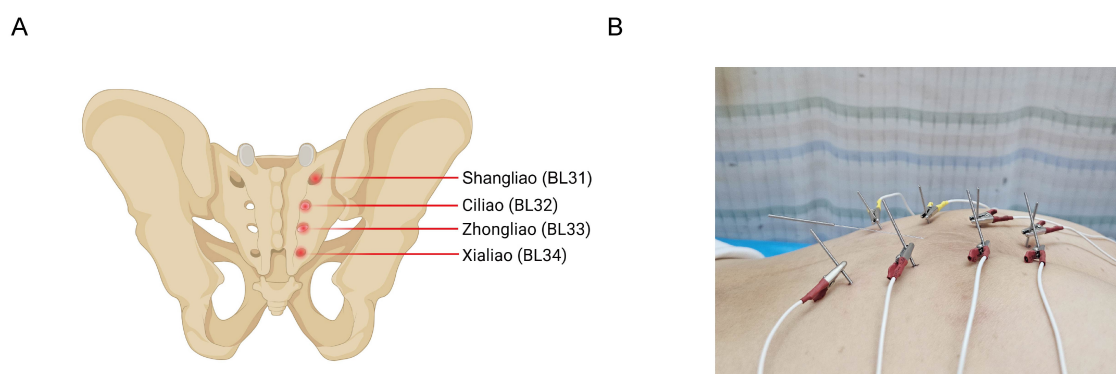 A
B
Shangliao (BL31)
Ciliao (BL32)
Zhongliao (BL33)
Xialiao (BL34)